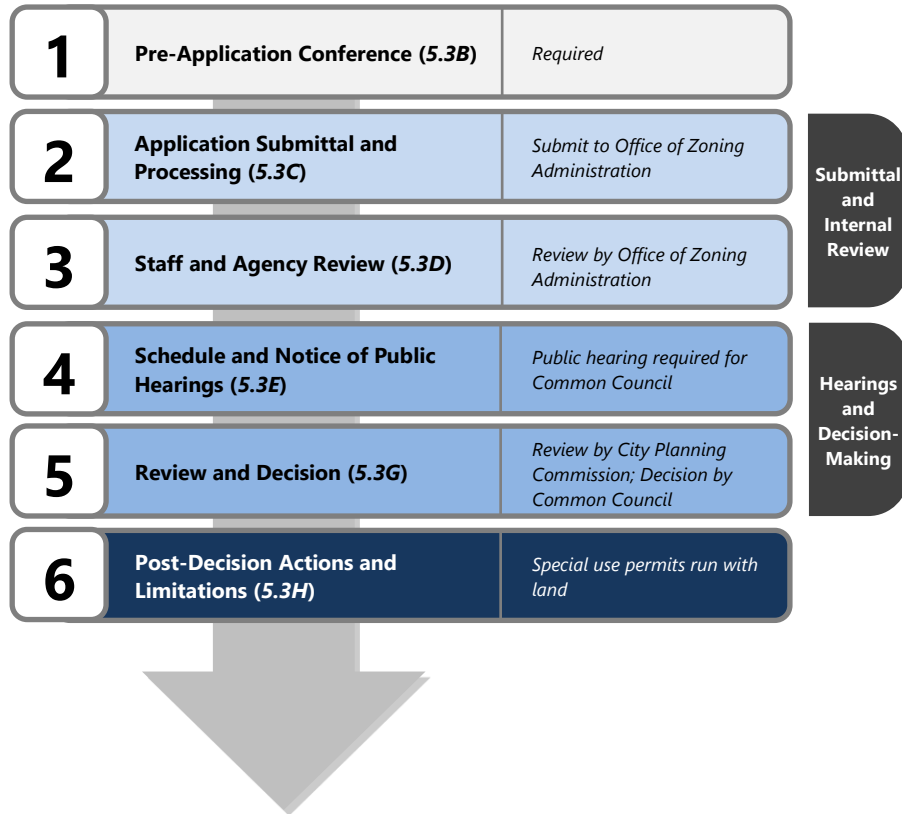 1
Pre-Application Conference (5.3B)
Required
2
Application Submittal and
Processing (5.3C)
Submit to Office of Zoning
Administration
3
Staff and Agency Review (5.3D)
Review by Office of Zoning
Administration
Submittal
and
Internal
Review
4
Schedule and Notice of Public
Hearings (5.3E)
Public hearing required for
Common Council
5
Review and Decision (5.3G)
Review by City Planning
Commission; Decision by
Common Council
Hearings
and
Decision-
Making
6
Post-Decision Actions and
Limitations (5.3H)
Special use permits run with
land